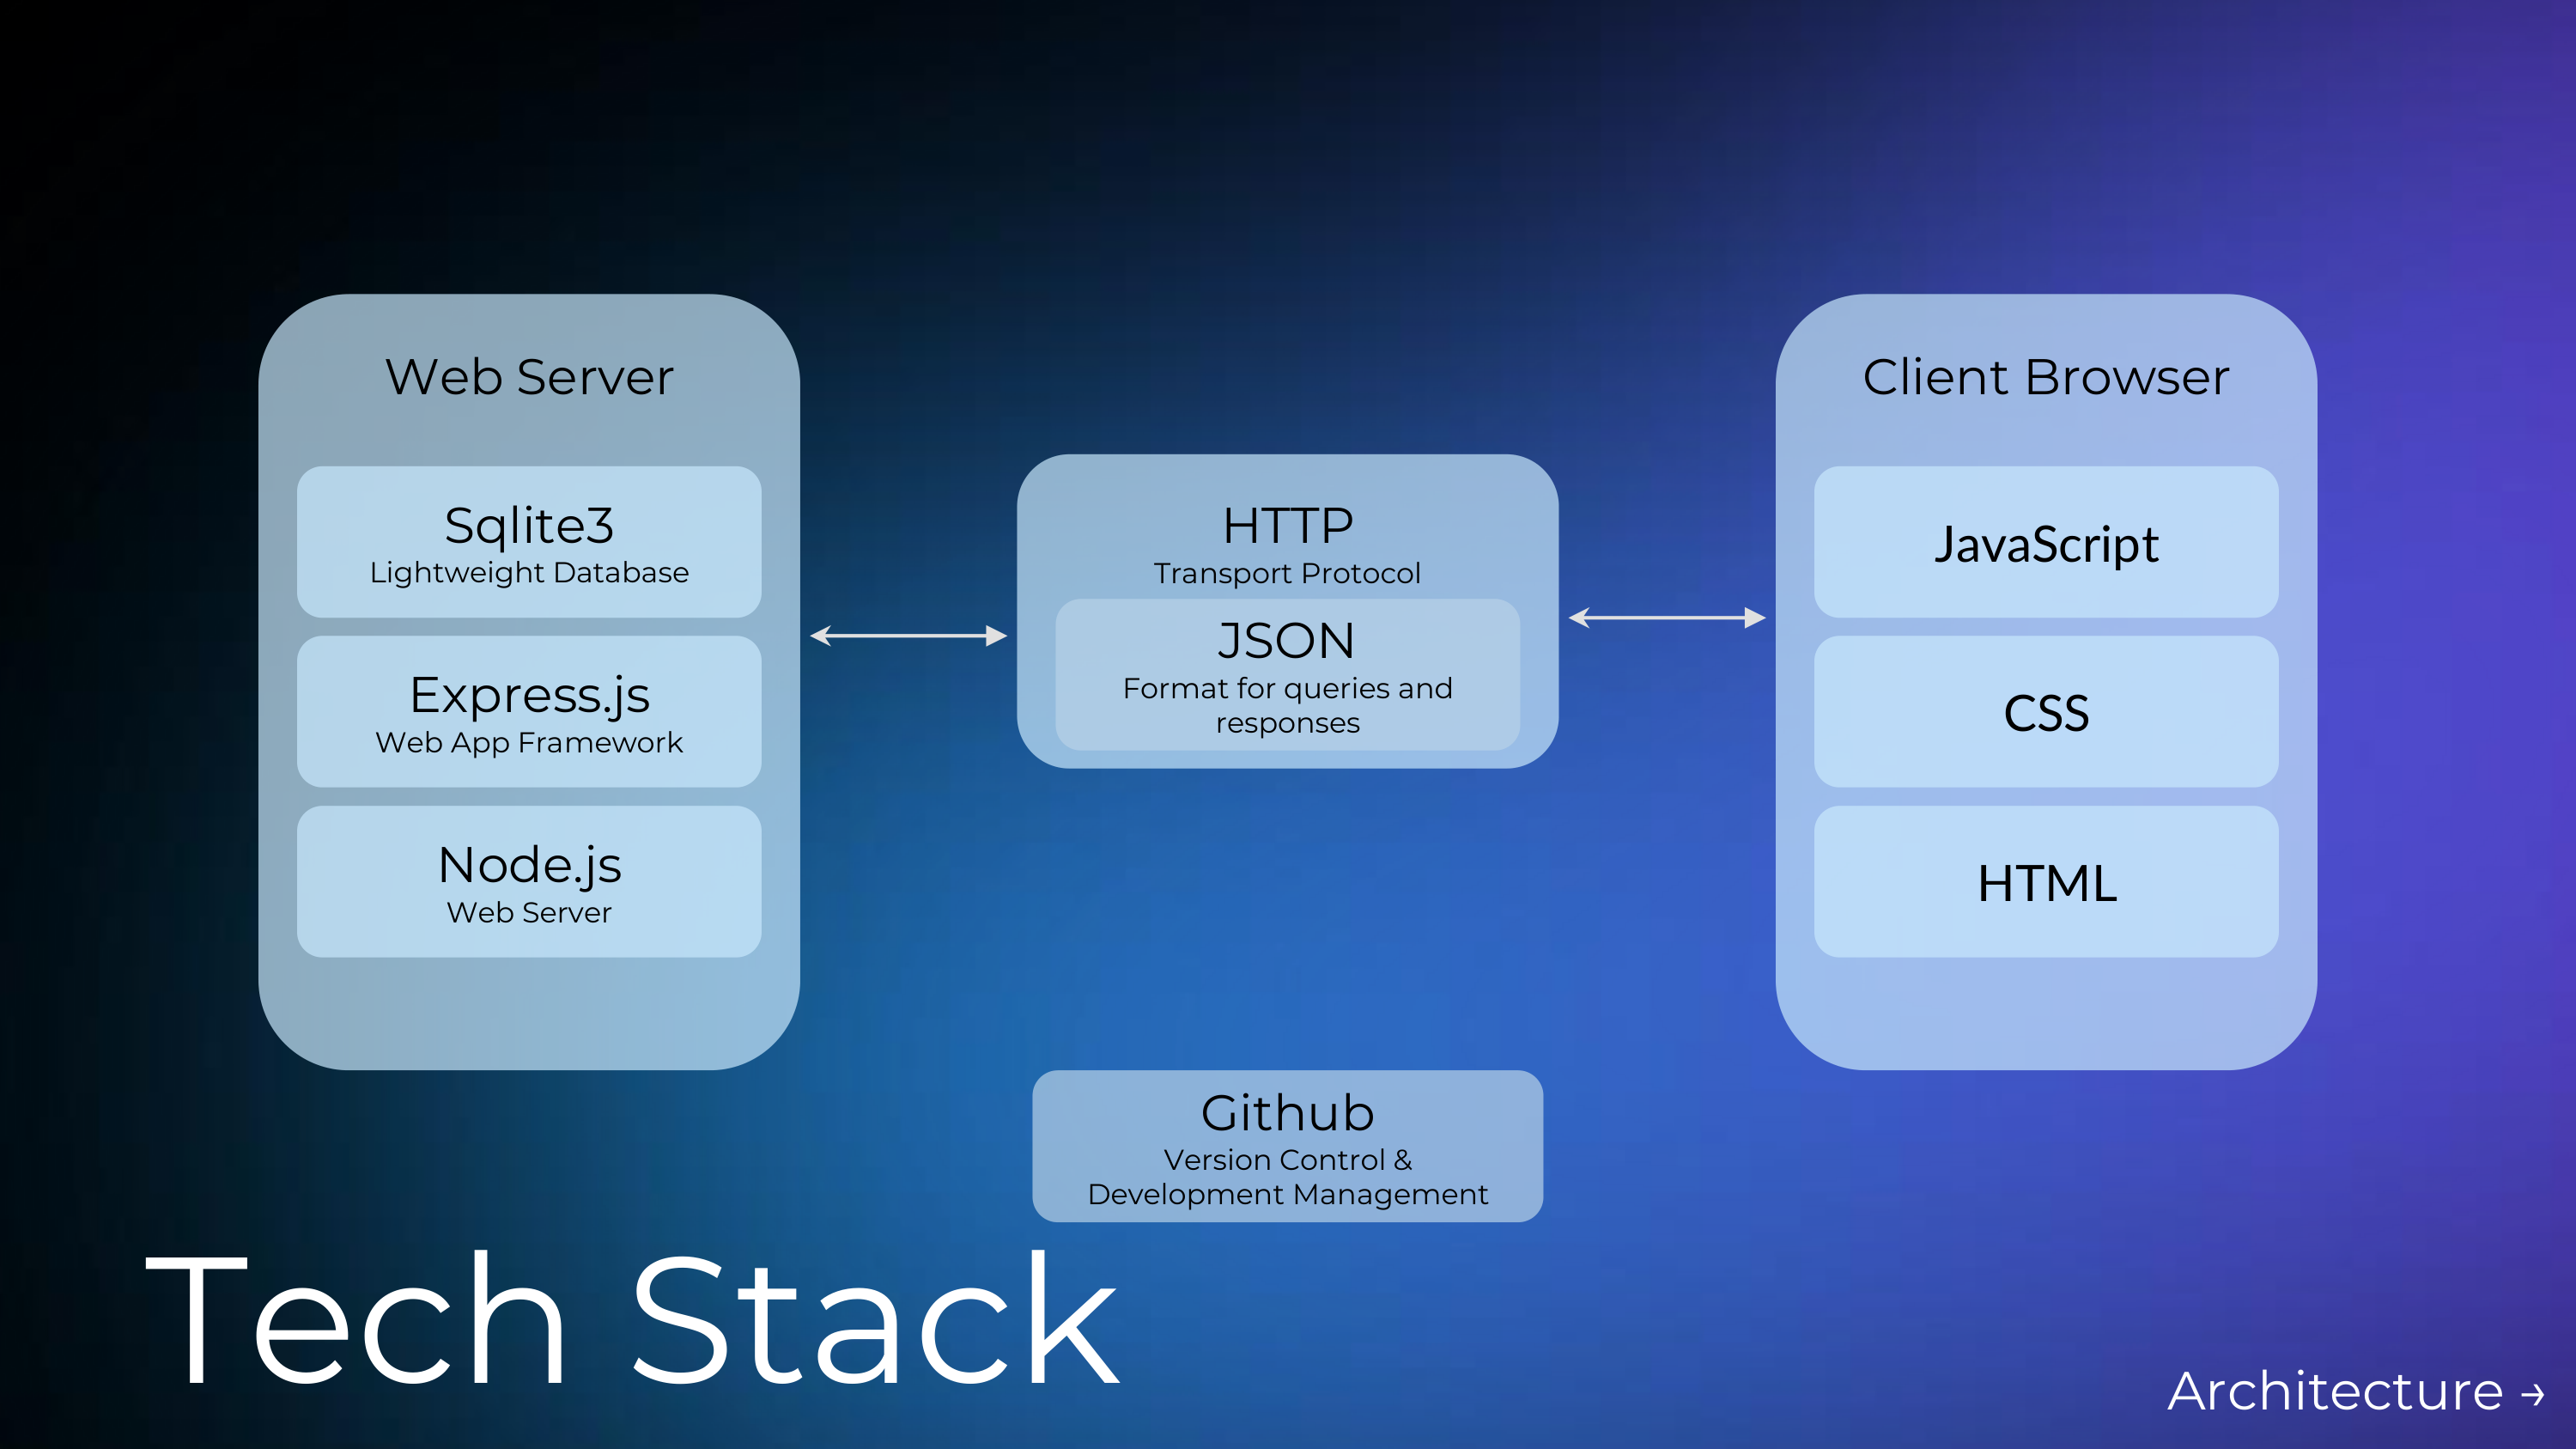 Web Server
Sqlite3
Lightweight Database
Express.js
Web App Framework
Node.js
Web Server
HTTP
Transport Protocol
JSON
Format for queries and
responses
Client Browser
JavaScript
CSS
HTML
Github
Version Control &
Development Management
Tech Stack
Architecture →